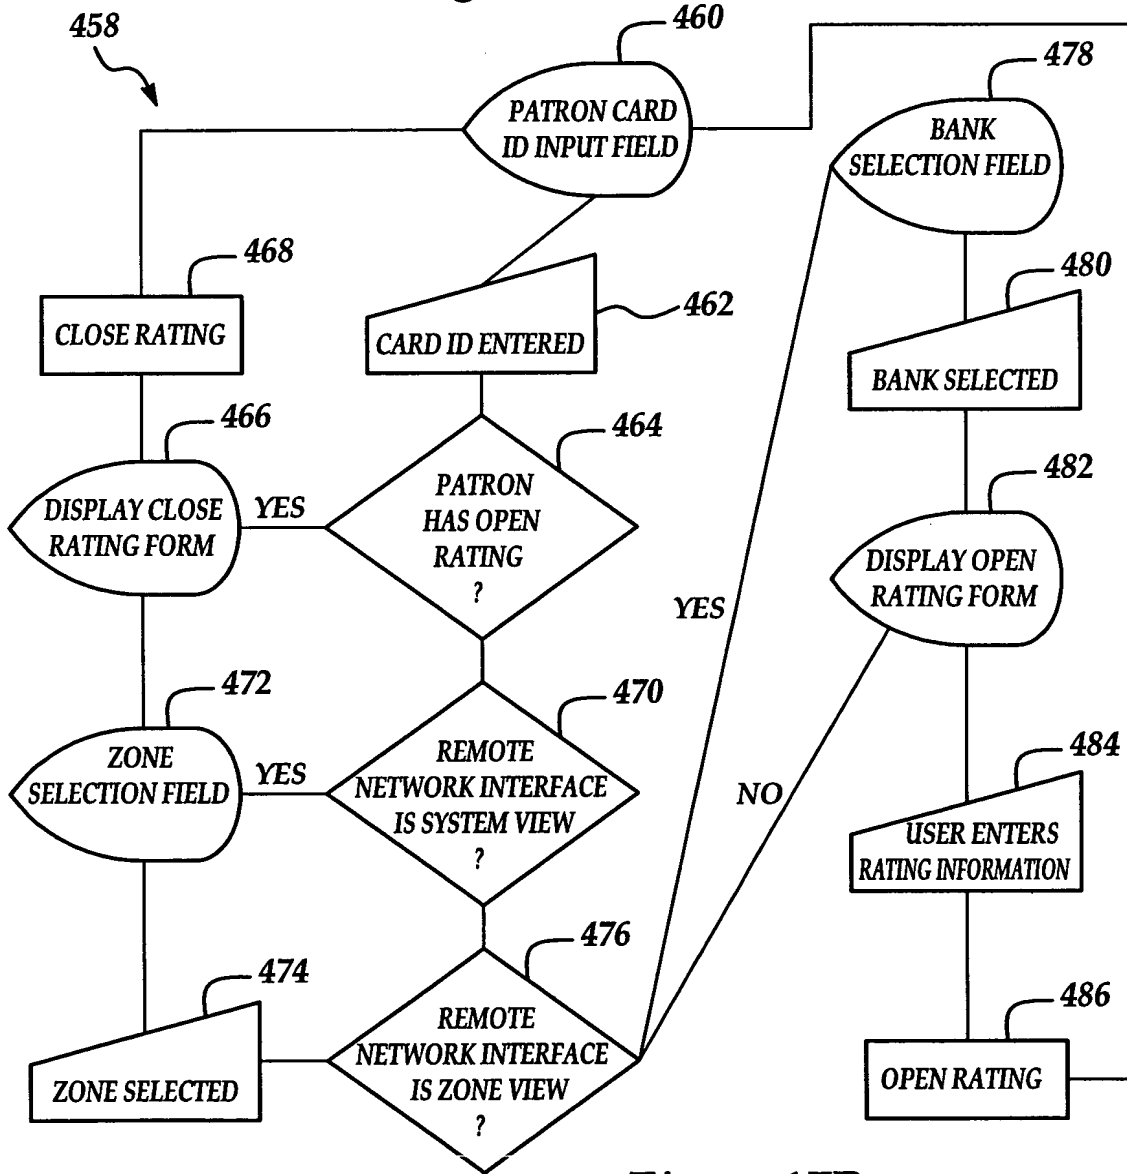 458
460
PATRON CARD
ID INPUT FIELD
478
BANK
SELECTION FIELD
468
CLOSE RATING
462
CARD ID ENTERED
480
BANK SELECTED
466
DISPLAY CLOSE
RATING FORM
YES
464
PATRON
HAS OPEN
RATING
?
482
DISPLAY OPEN
RATING FORM
YES
472
ZONE
SELECTION FIELD
YES
470
REMOTE
NETWORK INTERFACE
IS SYSTEM VIEW
?
NO
484
USER ENTERS
RATING INFORMATION
474
ZONE SELECTED
476
REMOTE
NETWORK INTERFACE
IS ZONE VIEW
?
486
OPEN RATING